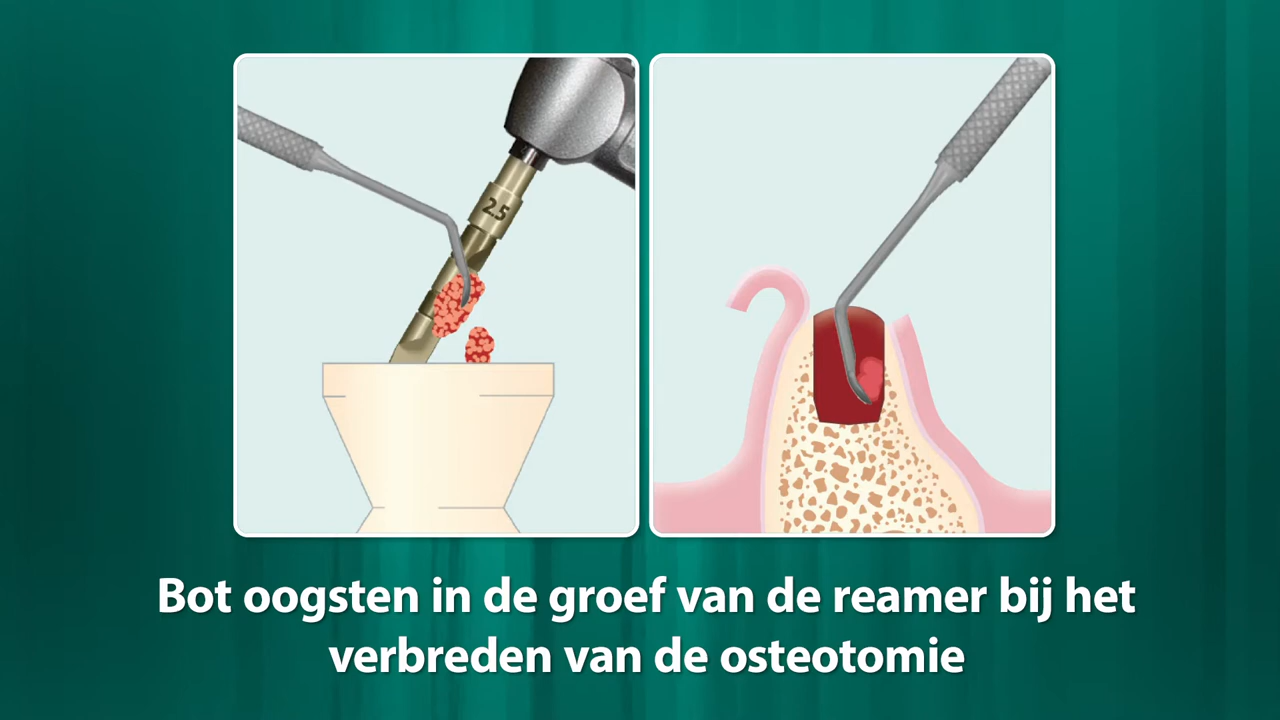 2.5
Bot oogsten in de groef van de reamer bij het
verbreden van de osteotomie